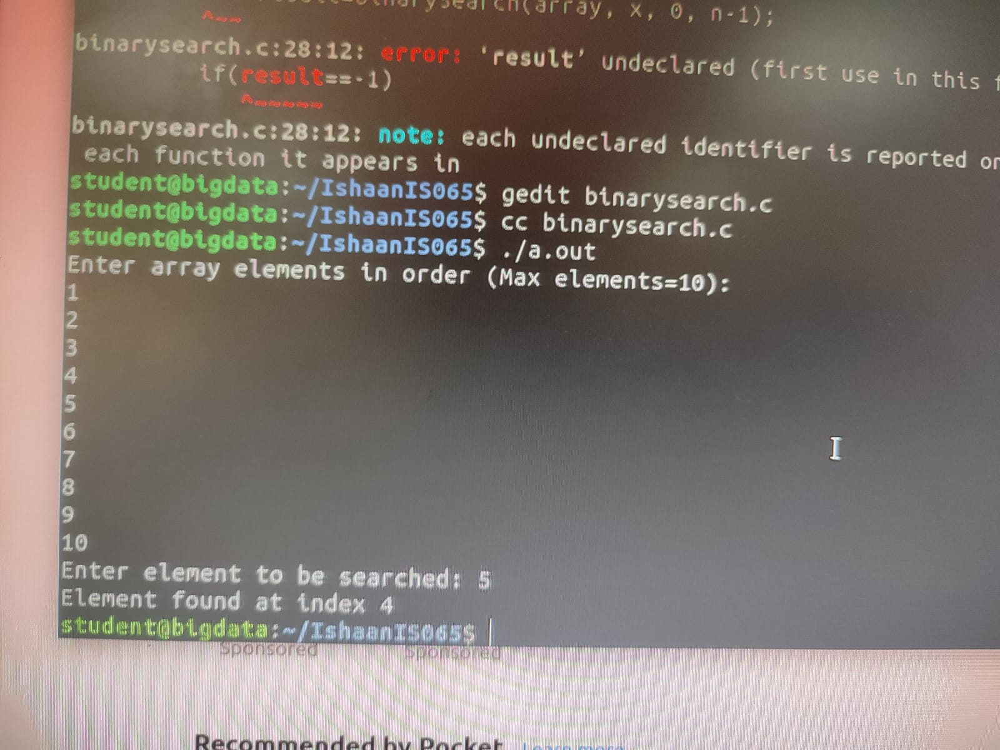 (array, x, 0, n-1);
^~~~
binarysearch.c:28:12: error: ‘result’ undeclared (first use in this f
if(result==-1)
^~~~~~
binarysearch.c:28:12: note: each undeclared identifier is reported on
each function it appears in
student@bigdata:~/IshaanIS065$ gedit binarysearch.c
student@bigdata:~/IshaanIS065$ cc binarysearch.c
student@bigdata:~/IshaanIS065$ ./a.out
Enter array elements in order (Max elements=10):
1
2
3
4
5
6
7
8
9
10
Enter element to be searched: 5
Element found at index 4
student@bigdata:~/IshaanIS065$
Sponsored Sponsored
Recommended by Pocket Learn more